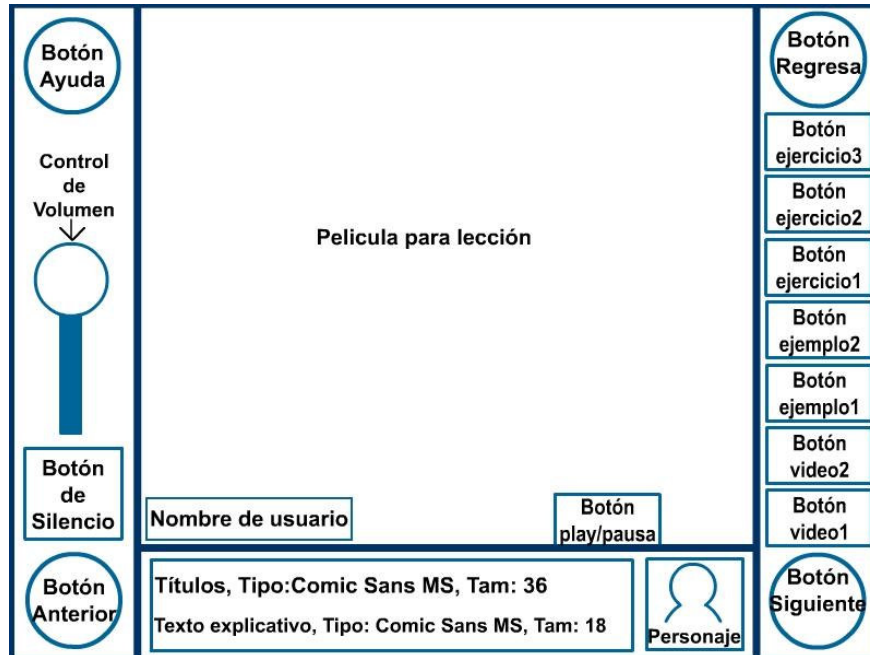 Botón
Ayuda
Control
de
Volumen
Botón
de
Silencio
Botón
Anterior
Pelicula para lección
Nombre de usuario
Botón
play/pausa
Títulos, Tipo:Comic Sans MS, Tam: 36
Texto explicativo, Tipo: Comic Sans MS, Tam: 18
Personaje
Botón
Regresa
Botón
ejercicio3
Botón
ejercicio2
Botón
ejercicio1
Botón
ejemplo2
Botón
ejemplo1
Botón
video2
Botón
video1
Botón
Siguiente